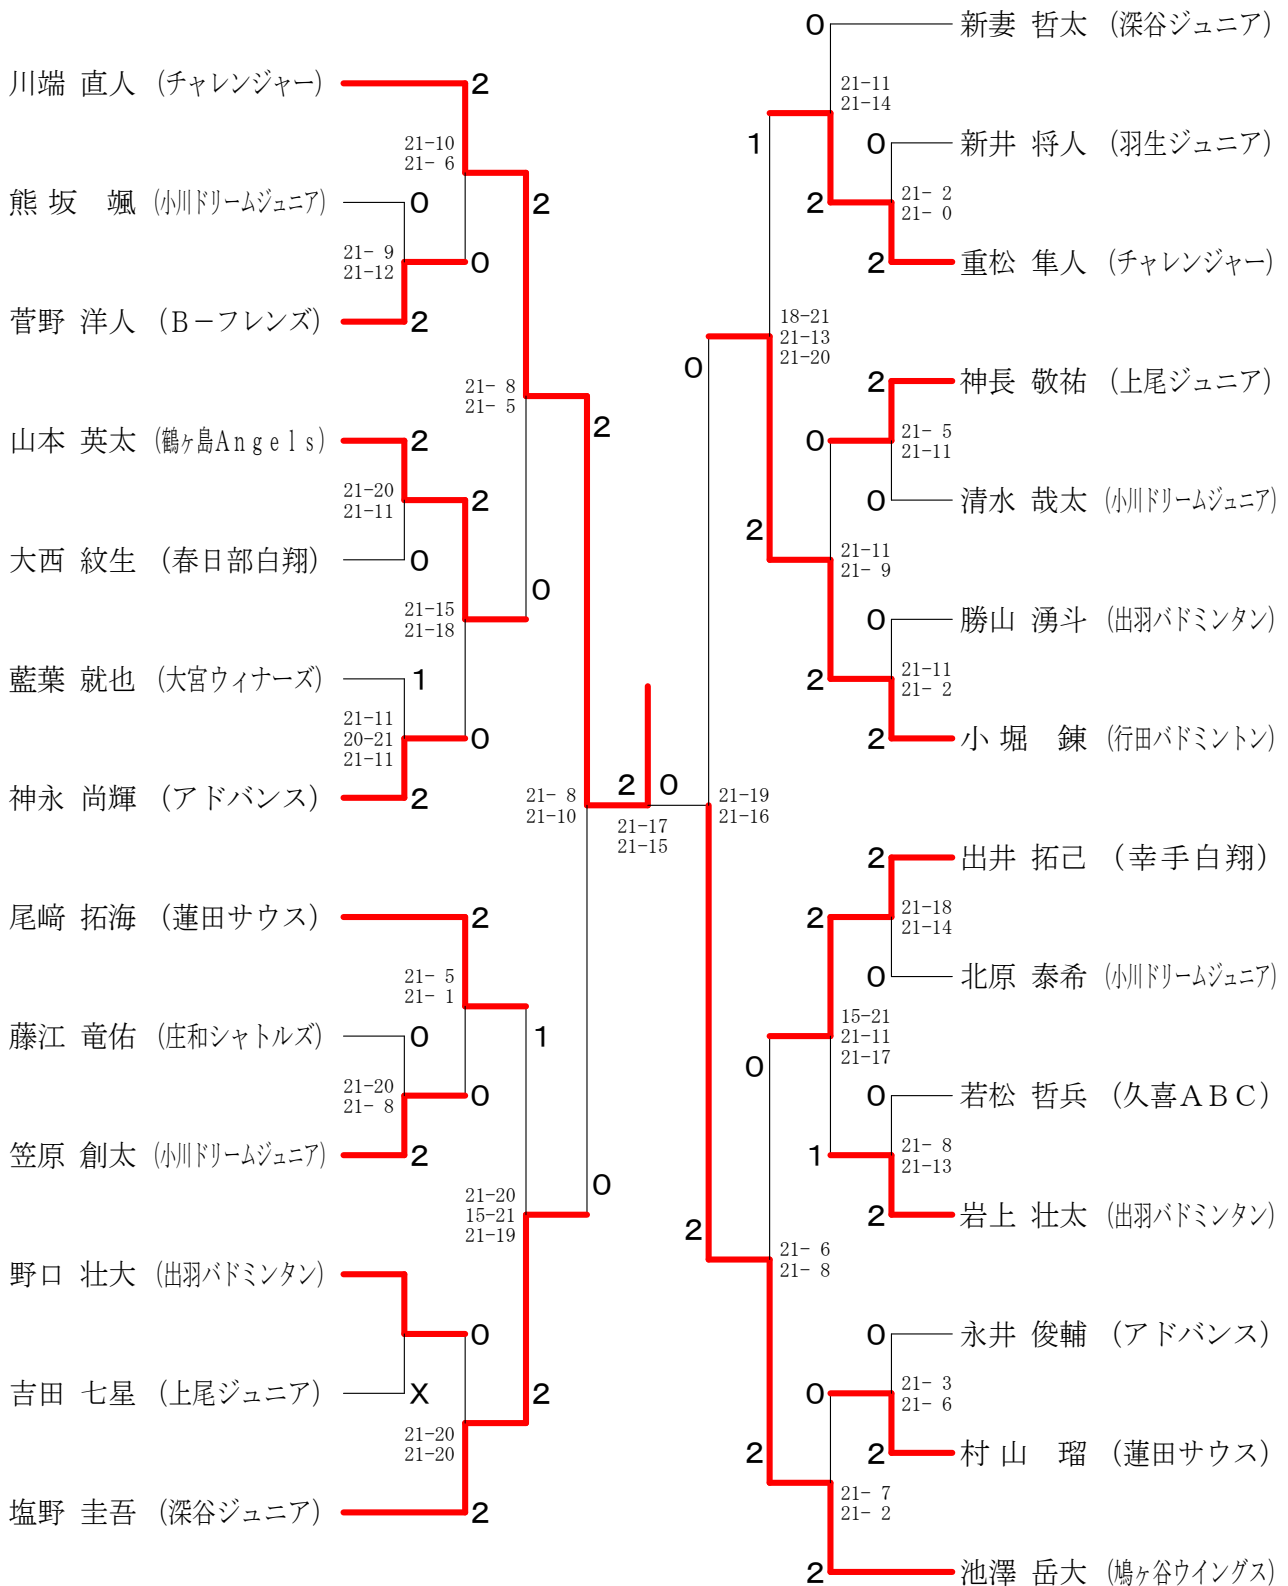 川端 直人 (チャレンジャー) 2
21-10
21- 6
熊坂 颯 (小川ドリームジュニア) 0
2
21- 9
21-12
0
菅野 洋人 (B−フレンズ) 2
21- 8
21- 5
山本 英太 (鶴ヶ島Angels) 2
2
21-20
21-11
2
大西 紋生 (春日部白翔) 0
0
21-15
21-18
藍葉 就也 (大宮ウィナーズ) 1
21-11
20-21
21-11
0
神永 尚輝 (アドバンス) 2
21- 8
21-10
尾﨑 拓海 (蓮田サウス) 2
21- 5
21- 1
藤江 竜佑 (庄和シャトルズ) 0
1
21-20
21- 8
0
笠原 創太 (小川ドリームジュニア) 2
0
21-20
15-21
21-19
野口 壮大 (出羽バドミンタン)
0
吉田 七星 (上尾ジュニア) X
2
21-20
21-20
塩野 圭吾 (深谷ジュニア) 2
2 0
21-17
21-15
0 新妻 哲太 (深谷ジュニア)
21-11
21-14
1
0 新井 将人 (羽生ジュニア)
2
21- 2
21- 0
2 重松 隼人 (チャレンジャー)
18-21
21-13
21-20
0
2 神長 敬祐 (上尾ジュニア)
0
21- 5
21-11
0 清水 哉太 (小川ドリームジュニア)
2
21-11
21- 9
0 勝山 湧斗 (出羽バドミンタン)
2
21-11
21- 2
2 小堀 錬 (行田バドミントン)
21-19
21-16
2 出井 拓己 (幸手白翔)
2
21-18
21-14
0 北原 泰希 (小川ドリームジュニア)
15-21
21-11
21-17
0
0 若松 哲兵 (久喜ABC)
1
21- 8
21-13
2 岩上 壮太 (出羽バドミンタン)
2
21- 6
21- 8
0 永井 俊輔 (アドバンス)
0
21- 3
21- 6
2 村山 瑠 (蓮田サウス)
2
21- 7
21- 2
2 池澤 岳大 (鳩ヶ谷ウイングス)